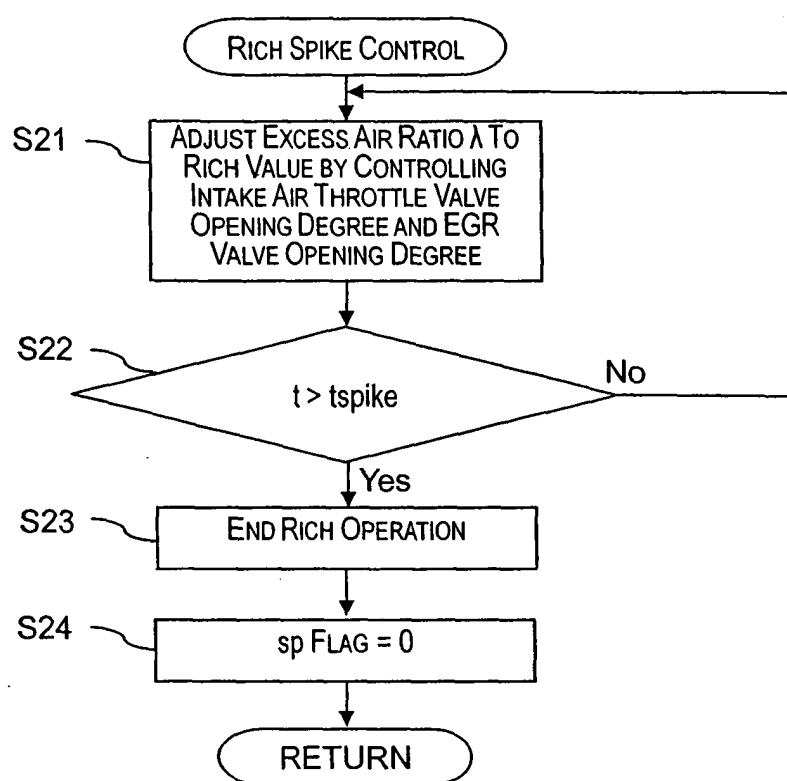 RICH SPIKE CONTROL
S21
ADJUST EXCESS AIR RATIO λ TO
RICH VALUE BY CONTROLLING
INTAKE AIR THROTTLE VALVE
OPENING DEGREE AND EGR
VALVE OPENING DEGREE
S22
t > tspike
No
Yes
S23
END RICH OPERATION
S24
sp FLAG = 0
RETURN